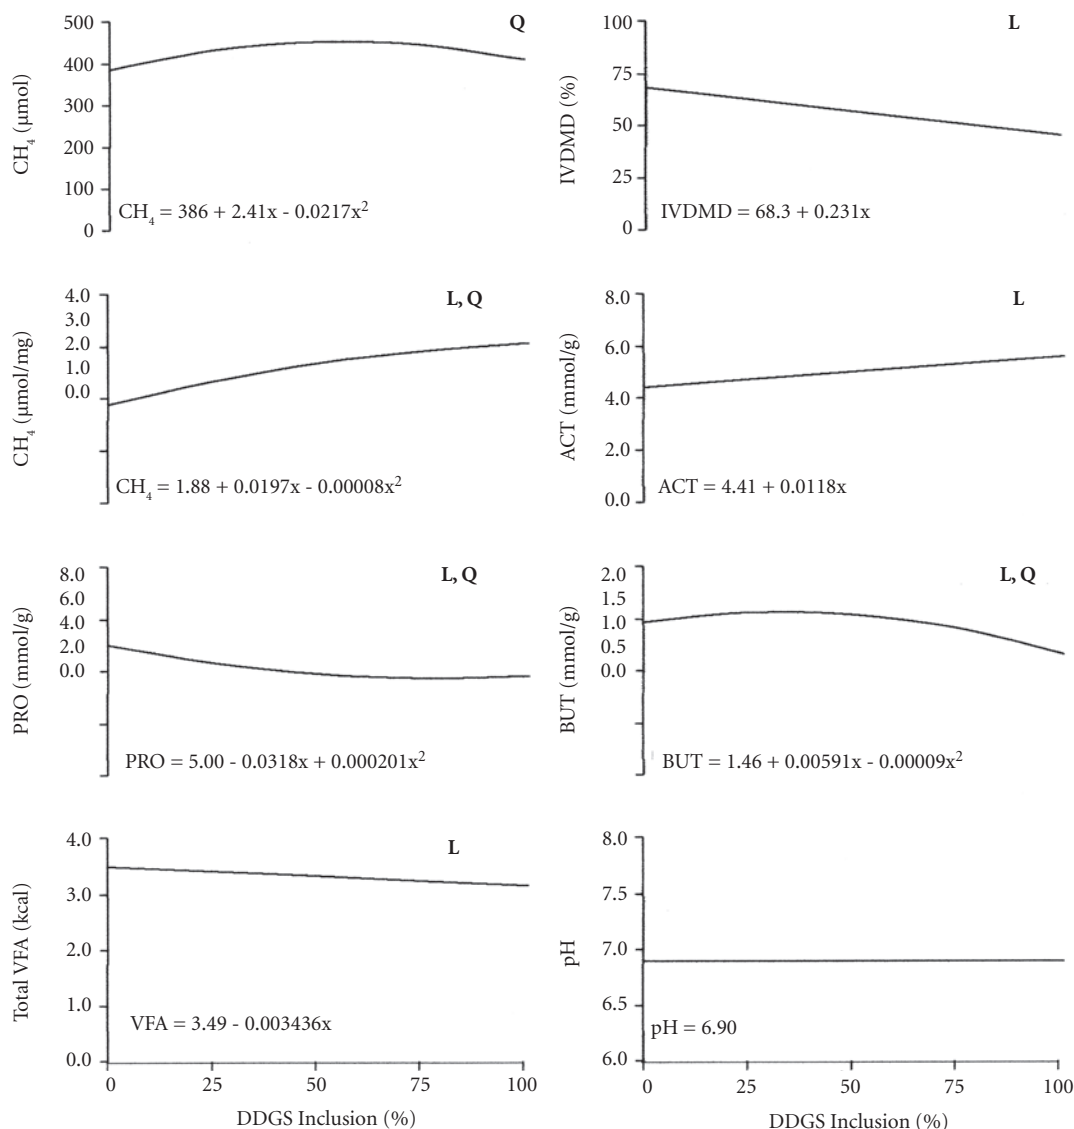 500
400
300
200
100
0
CH4 (μmol)
Q
CH4 = 386 + 2.41x - 0.0217x2
100
75
50
25
0
IVDMD (%)
L
IVDMD = 68.3 + 0.231x
4.0
3.0
2.0
1.0
0.0
CH4 (μmol/mg)
L, Q
CH4 = 1.88 + 0.0197x - 0.00008x2
8.0
6.0
4.0
2.0
0.0
ACT (mmol/g)
L
ACT = 4.41 + 0.0118x
8.0
6.0
4.0
2.0
0.0
PRO (mmol/g)
L, Q
PRO = 5.00 - 0.0318x + 0.000201x2
2.0
1.5
1.0
0.5
0.0
BUT (mmol/g)
L, Q
BUT = 1.46 + 0.00591x - 0.00009x2
4.0
3.0
2.0
1.0
0.0
Total VFA (kcal)
L
VFA = 3.49 - 0.003436x
0 25 50 75 100
DDGS Inclusion (%)
8.0
7.5
7.0
6.5
6.0
pH
pH = 6.90
0 25 50 75 100
DDGS Inclusion (%)